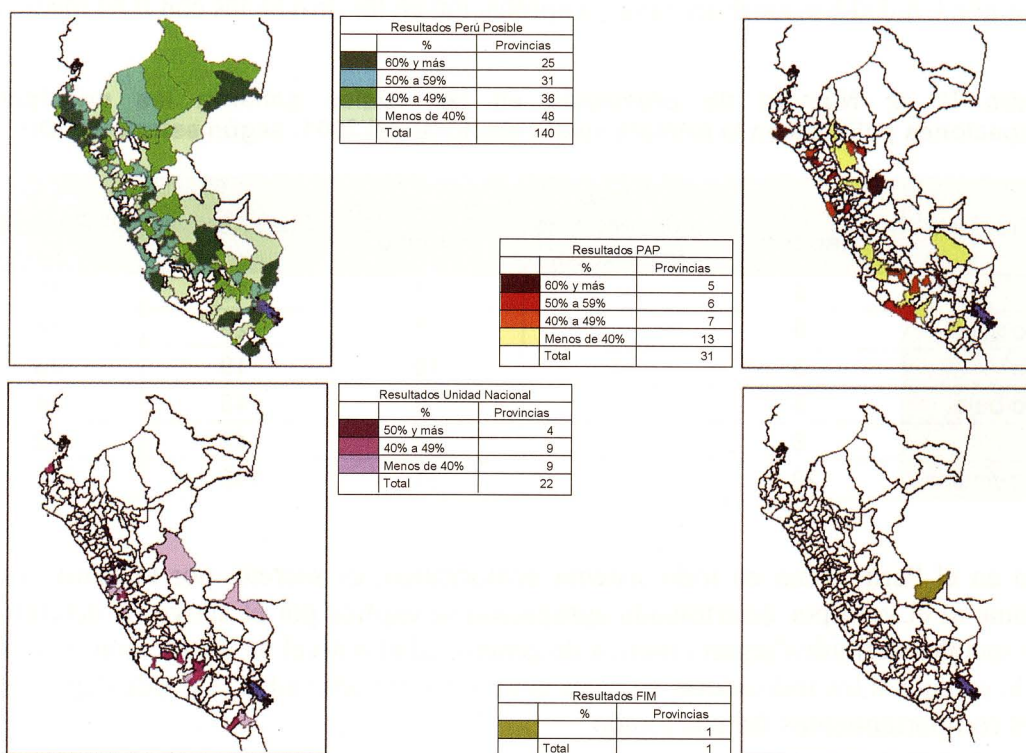 Resultados Perú Posible
% Provincias
60% y más 25
50% a 59% 31
40% a 49% 36
Menos de 40% 48
Total 140
Resultados PAP
% Provincias
60% y más 5
50% a 59% 6
40% a 49% 7
Menos de 40% 13
Total 31
Resultados Unidad Nacional
% Provincias
50% y más 4
40% a 49% 9
Menos de 40% 9
Total 22
Resultados FIM
% Provincias
1
Total 1